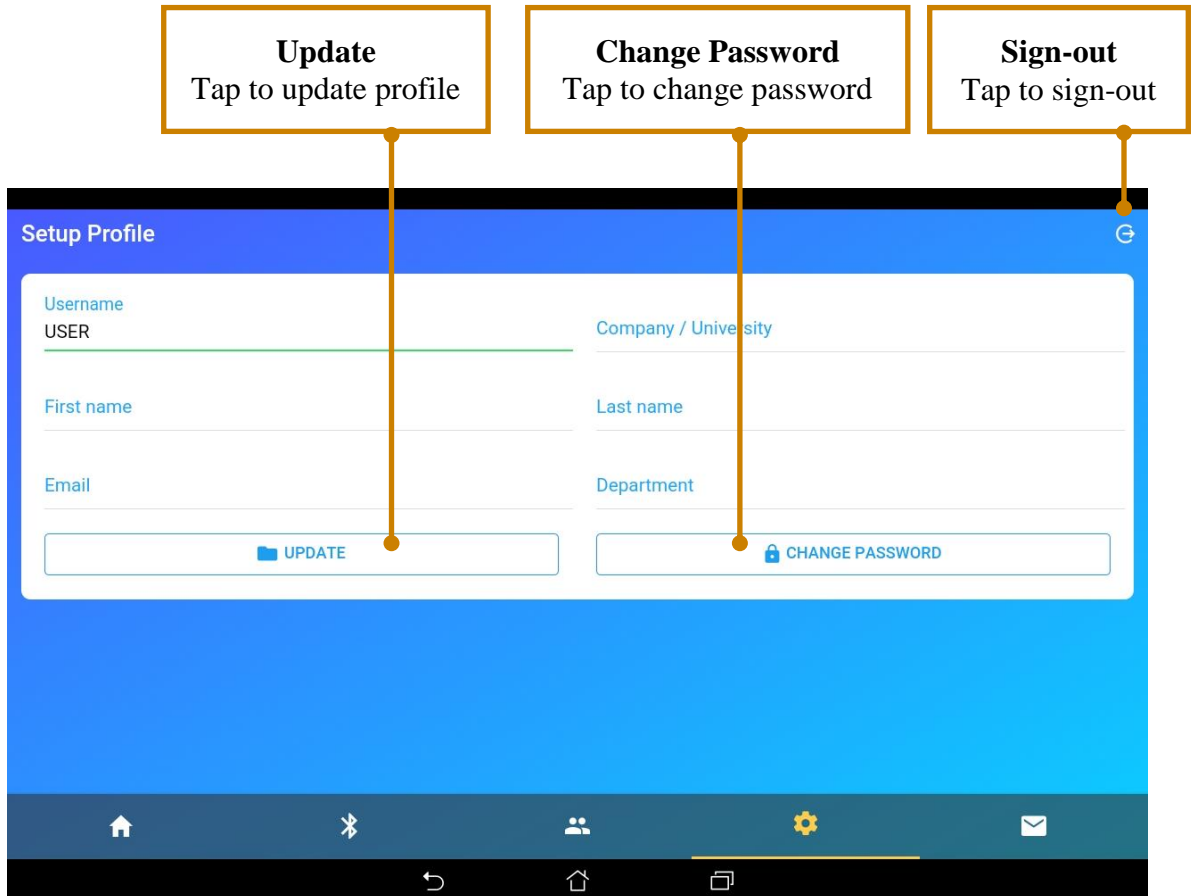 Update
Tap to update profile
Change Password
Tap to change password
Sign-out
Tap to sign-out
Setup Profile
Username
USER
Company / University
First name
Last name
Email
Department
UPDATE
CHANGE PASSWORD